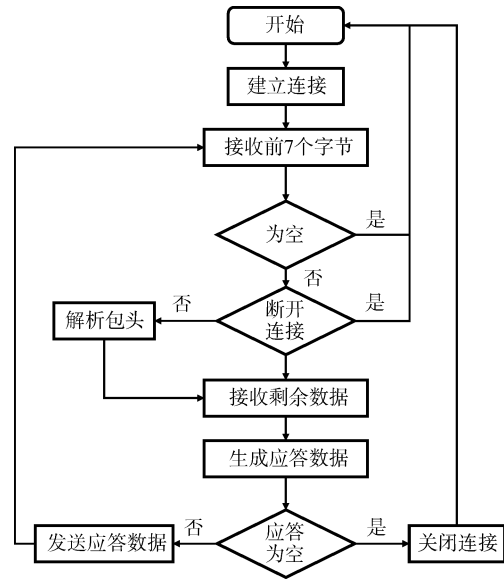 开始
建立连接
接收前7个字节
为空
是
否
断开
连接
是
否
解析包头
接收剩余数据
生成应答数据
应答
为空
否
是
发送应答数据
关闭连接